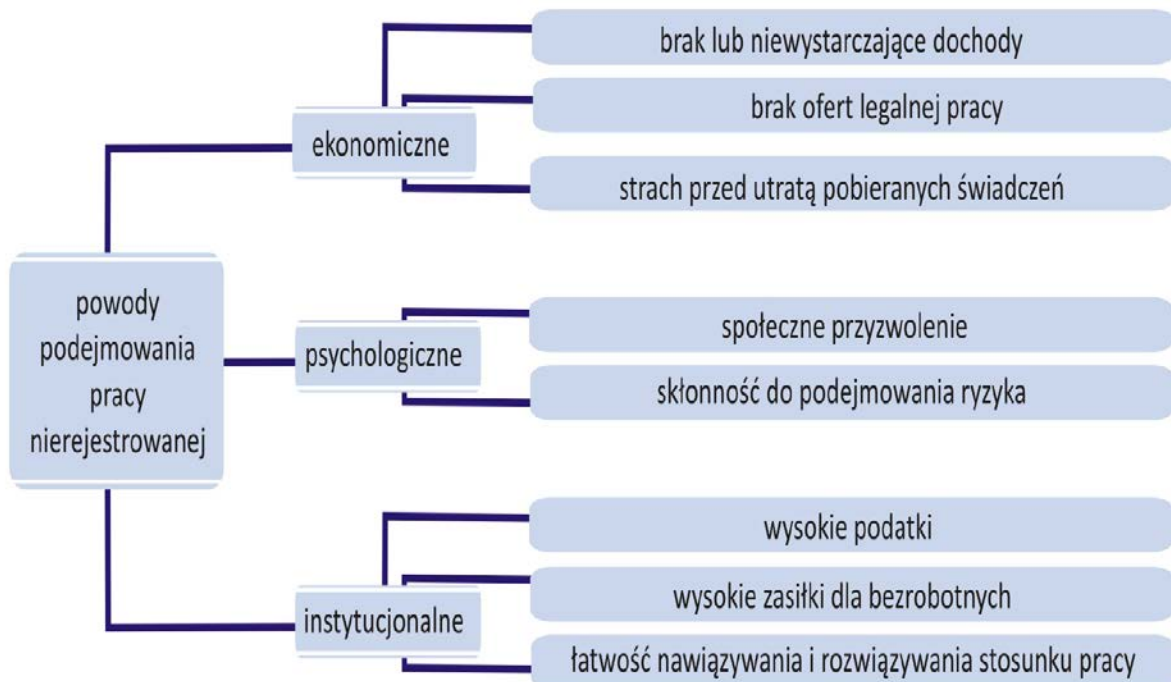 powody
podejmowania
pracy
nierejestrowanej
ekonomiczne
brak lub niewystarczające dochody
brak ofert legalnej pracy
strach przed utratą pobieranych świadczeń
psychologiczne
społeczne przyzwolenie
skłonność do podejmowania ryzyka
instytucjonalne
wysokie podatki
wysokie zasiłki dla bezrobotnych
łatwość nawiązywania i rozwiązywania stosunku pracy